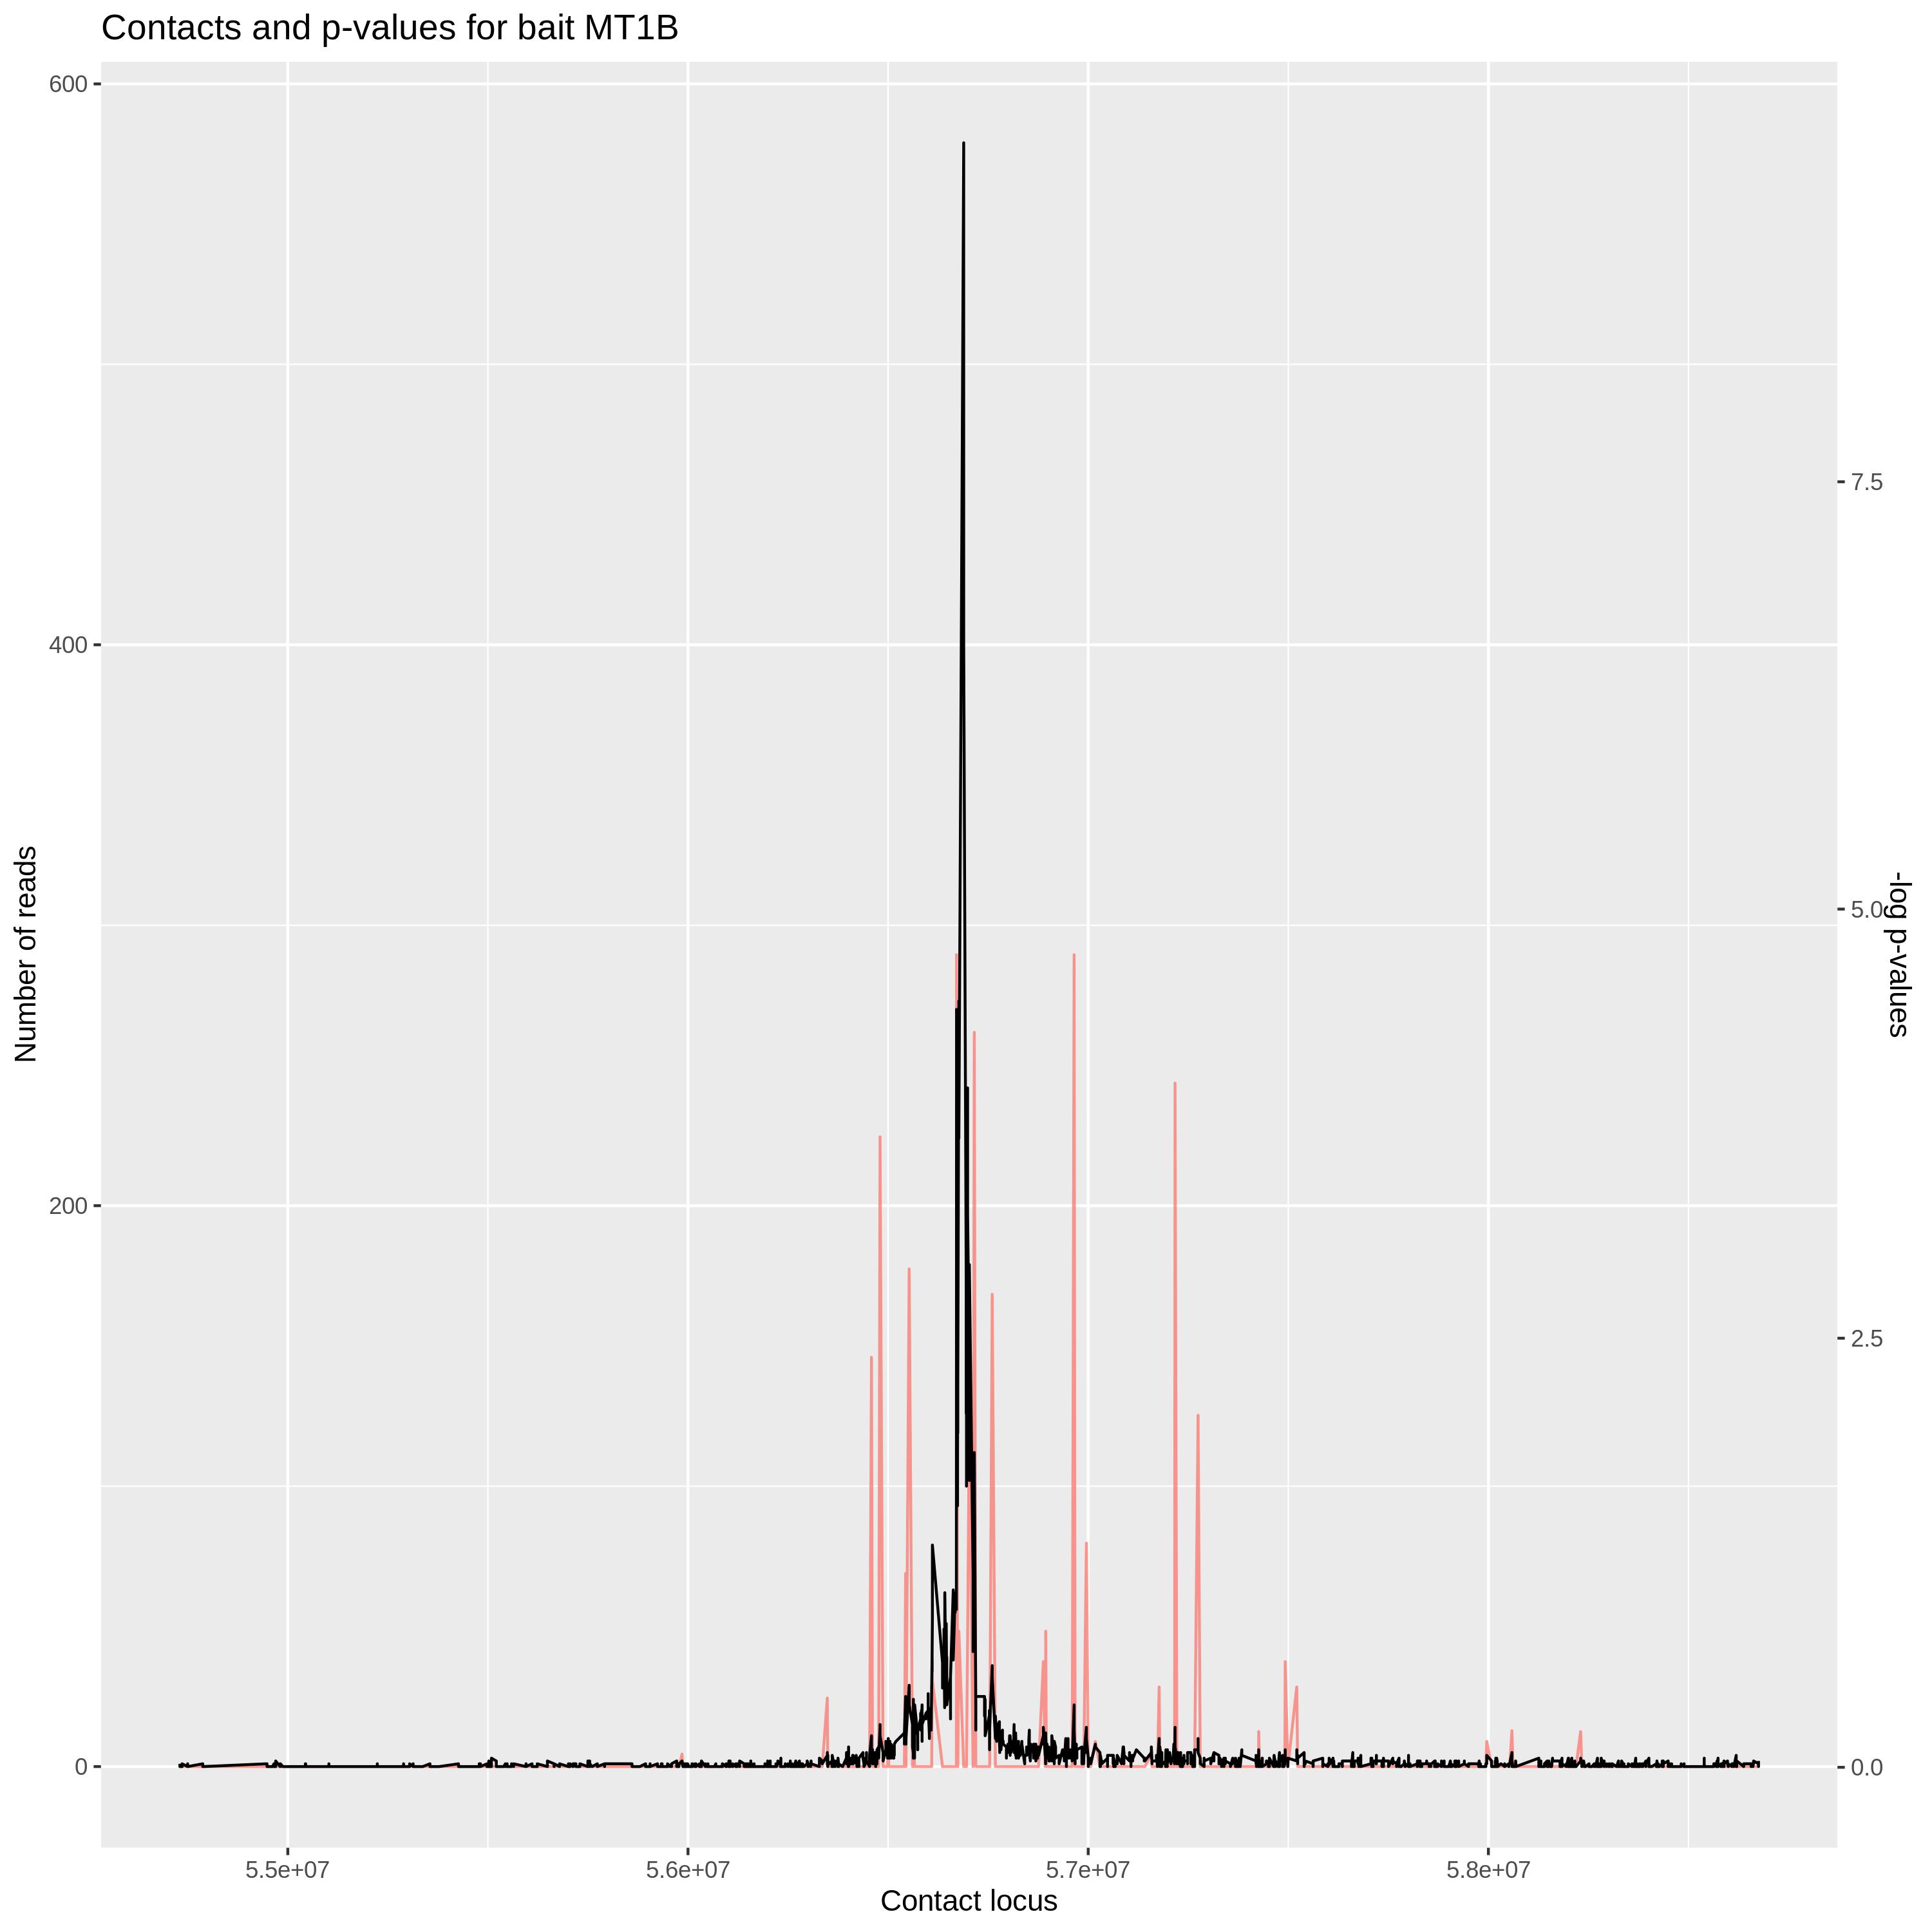 Contacts and p-values for bait MT1B
600
400
200
0
Number of reads
7.5
5.0
2.5
0.0
-log p-values
5.5e+07
5.6e+07
5.7e+07
5.8e+07
Contact locus